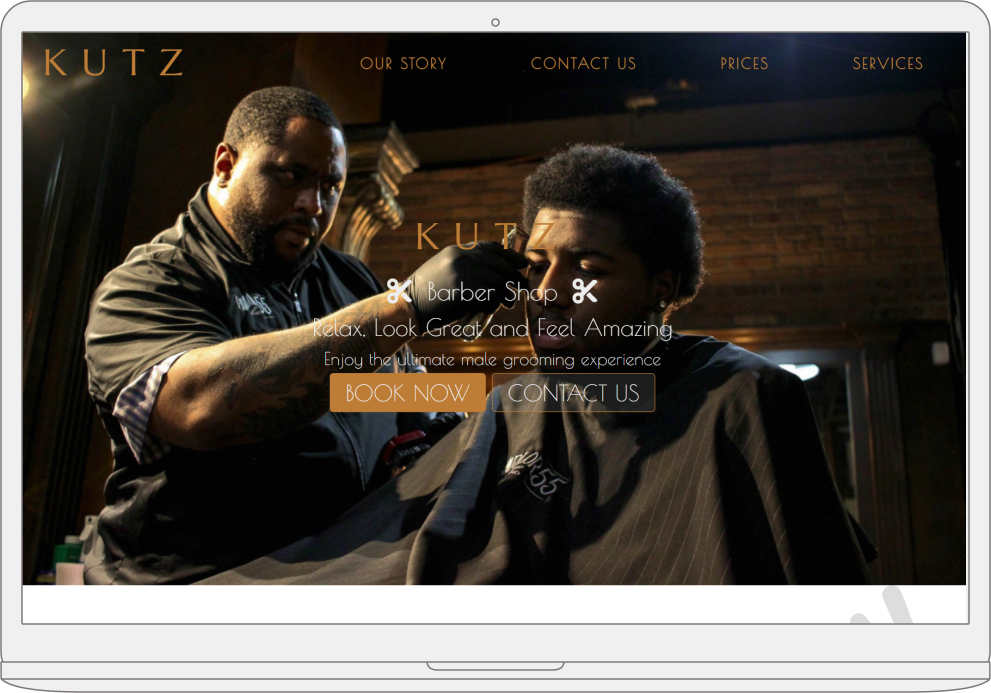 KUTZ
OUR STORY CONTACT US PRICES SERVICES
KUTZ
Barber Shop
Relax, Look Great and Feel Amazing
Enjoy the ultimate male grooming experience
BOOK NOW CONTACT US